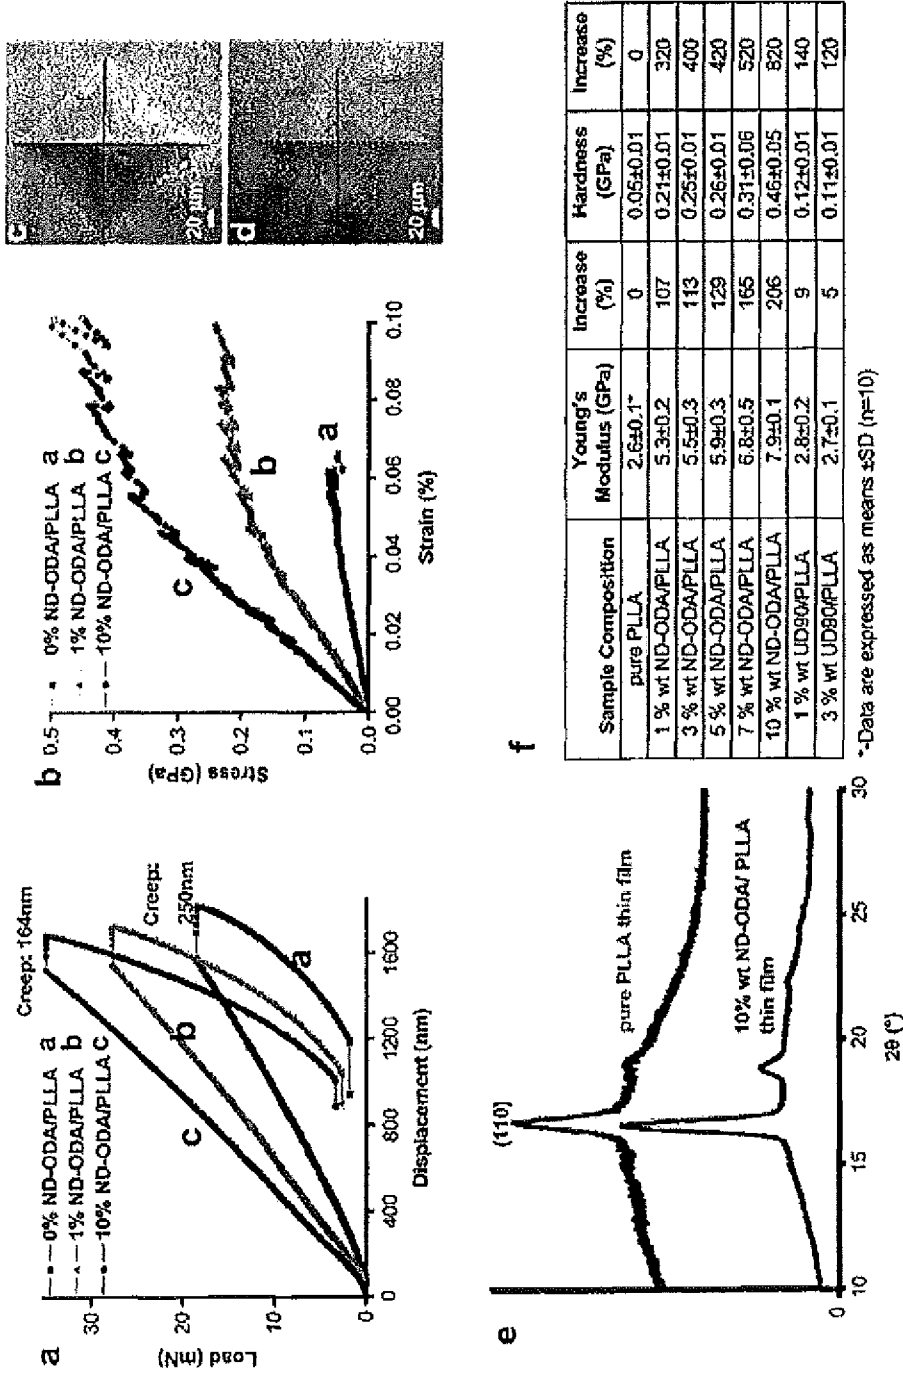 a
0% ND-ODA/PLLA a
1% ND-ODA/PLLA b
10% ND-ODA/PLLA c
Creep: 164nm
Creep:
250nm
a
b
c
Load (mN)
30
20
10
0
0 400 800 1200 1600
Displacement (nm)
b
0% ND-ODA/PLLA a
1% ND-ODA/PLLA b
10% ND-ODA/PLLA c
c
b
a
Stress (GPa)
0.5
0.4
0.3
0.2
0.1
0.0
0.00 0.02 0.04 0.06 0.08 0.10
Strain (%)
c
20 μm
d
20 μm
e
(110)
pure PLLA thin film
10% wt ND-ODA/ PLLA
thin film
0
10 15 20 25 30
2θ (°)
f
Sample Composition Young's Modulus (GPa) Increase (%) Hardness (GPa) Increase (%)
pure PLLA 2.6±0.1* 0 0.05±0.01 0
1 % wt ND-ODA/PLLA 5.3±0.2 107 0.21±0.01 320
3 % wt ND-ODA/PLLA 5.5±0.3 113 0.25±0.01 400
5 % wt ND-ODA/PLLA 5.9±0.3 129 0.26±0.01 420
7 % wt ND-ODA/PLLA 6.8±0.5 165 0.31±0.06 520
10 % wt ND-ODA/PLLA 7.9±0.1 206 0.46±0.05 820
1 % wt UD90/PLLA 2.8±0.2 9 0.12±0.01 140
3 % wt UD90/PLLA 2.7±0.1 5 0.11±0.01 120
*-Data are expressed as means ±SD (n=10)